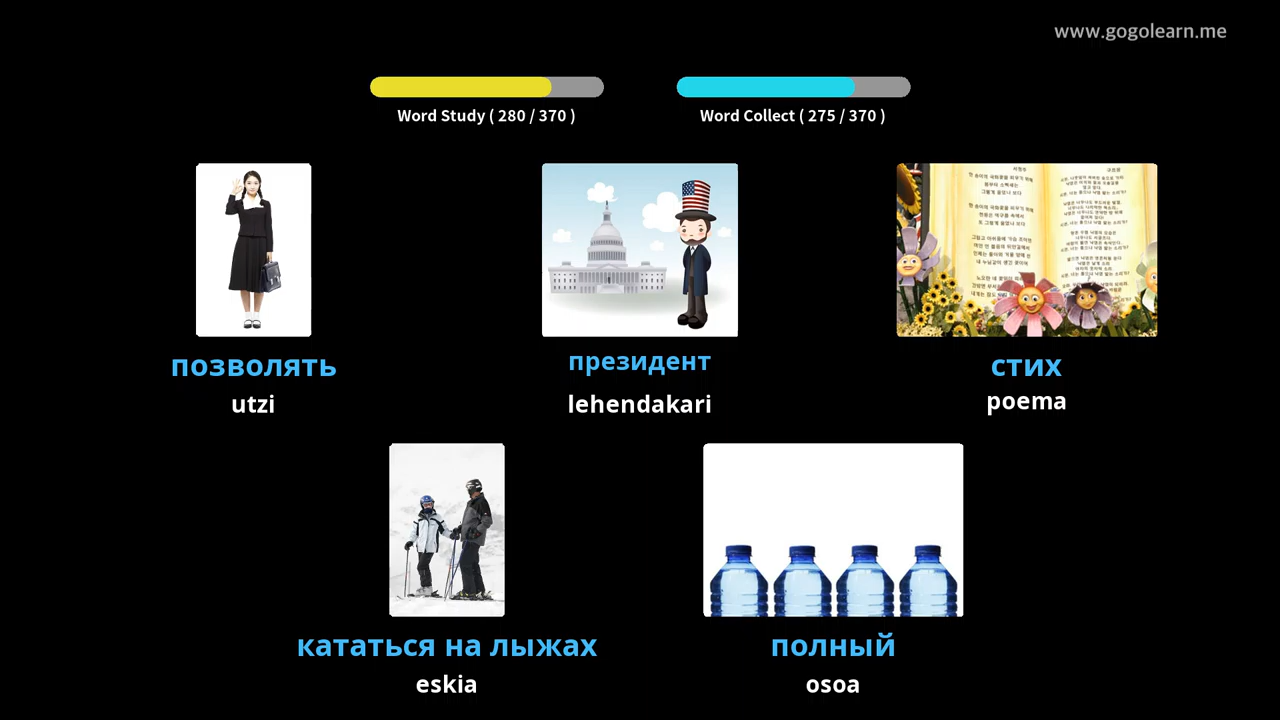 www.gogolearn.me
Word Study ( 280 / 370 )
Word Collect ( 275 / 370 )
позволять
utzi
президент
lehendakari
стих
poema
кататься на лыжах
eskia
полный
osoa